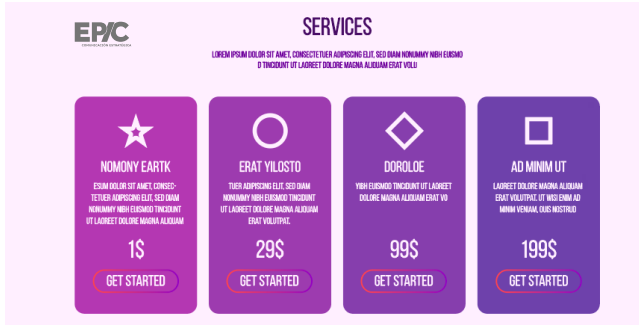 EPIC
COMUNICACIÓN ESTRATÉGICA
SERVICES
LOREM IPSUM DOLOR SIT AMET, CONSECTETUER ADIPISCING ELIT, SED DIAM NONUMMY NIBH EUISMO
D TINCIDUNT UT LAOREET DOLORE MAGNA ALIQUAM ERAT VOLU
NOMONY EARTK
ESUM DOLOR SIT AMET, CONSEC-
TETUER ADIPISCING ELIT, SED DIAM
NONUMMY NIBH EUISMOD TINCIDUNT
UT LAOREET DOLORE MAGNA ALIQUAM
1$
GET STARTED
ERAT YILOSTO
TUER ADIPISCING ELIT, SED DIAM
NONUMMY NIBH EUISMOD TINCIDUNT
UT LAOREET DOLORE MAGNA ALIQUAM
ERAT VOLUTPAT.
29$
GET STARTED
DOROLOE
YIBH EUISMOD TINCIDUNT UT LAOREET
DOLORE MAGNA ALIQUAM ERAT VO
99$
GET STARTED
AD MINIM UT
LAOREET DOLORE MAGNA ALIQUAM
ERAT VOLUTPAT. UT WISI ENIM AD
MINIM VENIAM, QUIS NOSTRUD
199$
GET STARTED